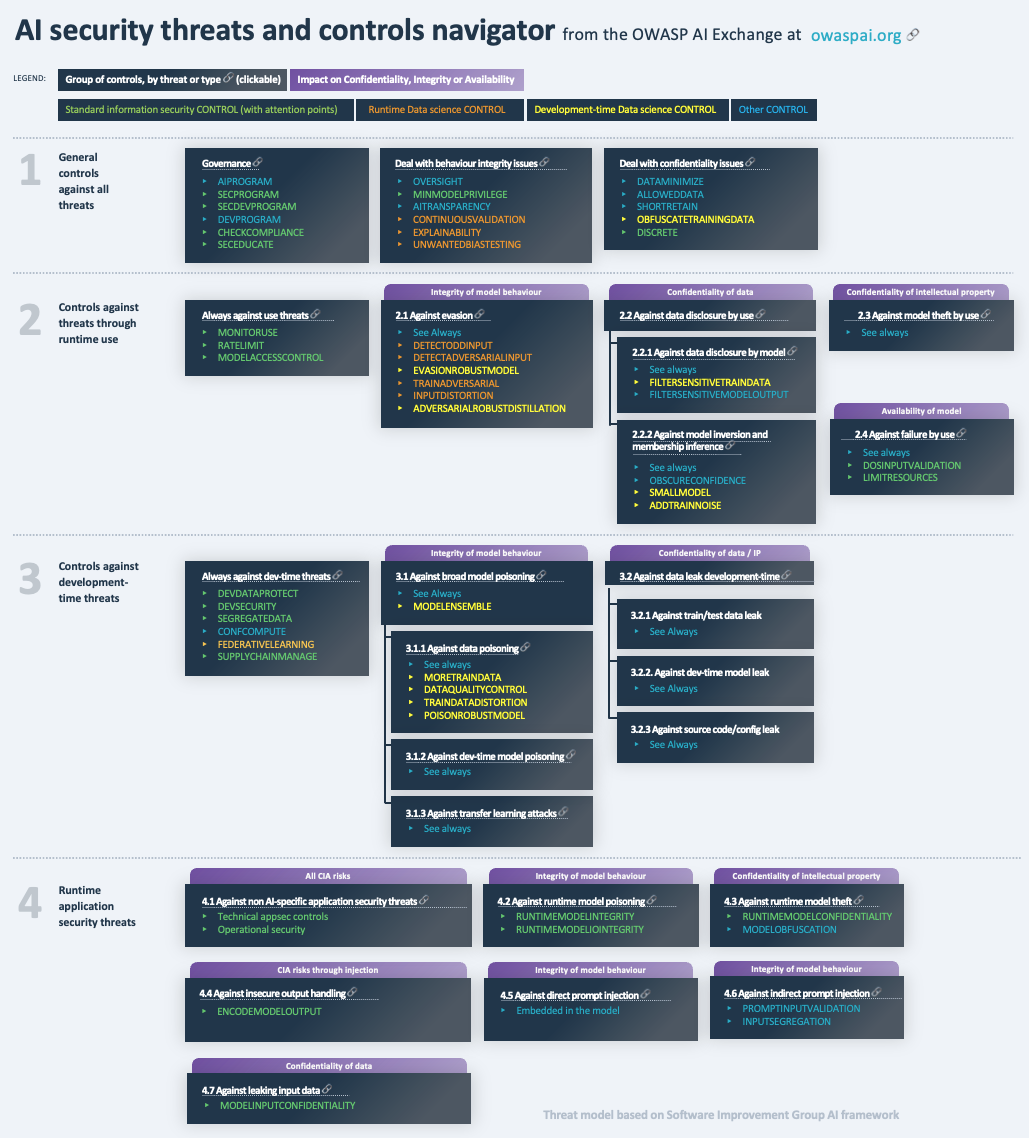 AI security threats and controls navigator from the OWASP AI Exchange at owaspai.org
LEGEND:
Group of controls, by threat or type (clickable)
Impact on Confidentiality, Integrity or Availability
Standard information security CONTROL (with attention points)
Runtime Data science CONTROL
Development-time Data science CONTROL
Other CONTROL
1
General
controls
against all
threats
Governance
AIPROGRAM
SECPROGRAM
SECDEVPROGRAM
DEVPROGRAM
CHECKCOMPLIANCE
SECEDUCATE
Deal with behaviour integrity issues
OVERSIGHT
MINMODELPRIVILEGE
AITRANSPARENCY
CONTINUOUSVALIDATION
EXPLAINABILITY
UNWANTEDBIASTESTING
Deal with confidentiality issues
DATAMINIMIZE
ALLOWEDDATA
SHORTRETAIN
OBFUSCATETRAININGDATA
DISCRETE
2
Controls against
threats through
runtime use
Always against use threats
MONITORUSE
RATELIMIT
MODELACCESSCONTROL
Integrity of model behaviour
2.1 Against evasion
See Always
DETECTODDINPUT
DETECTADVERSARIALINPUT
EVASIONROBUSTMODEL
TRAINADVERSARIAL
INPUTDISTORTION
ADVERSARIALROBUSTDISTILLATION
Confidentiality of data
2.2 Against data disclosure by use
2.2.1 Against data disclosure by model
See always
FILTERSENSITIVETRAINDATA
FILTERSENSITIVEMODELOUTPUT
2.2.2 Against model inversion and
membership inference
See always
OBSCURECONFIDENCE
SMALLMODEL
ADDTRAINNOISE
Confidentiality of intellectual property
2.3 Against model theft by use
See always
Availability of model
2.4 Against failure by use
See always
DOSINPUTVALIDATION
LIMITRESOURCES
3
Controls against
development-
time threats
Always against dev-time threats
DEVDATAPROTECT
DEVSECURITY
SEGREGATEDATA
CONFCOMPUTE
FEDERATIVELEARNING
SUPPLYCHAINMANAGE
Integrity of model behaviour
3.1 Against broad model poisoning
See Always
MODELENSEMBLE
3.1.1 Against data poisoning
See always
MORETRAINDATA
DATAQUALITYCONTROL
TRAINDATADISTORTION
POISONROBUSTMODEL
3.1.2 Against dev-time model poisoning
See always
3.1.3 Against transfer learning attacks
See always
Confidentiality of data / IP
3.2 Against data leak development-time
3.2.1 Against train/test data leak
See Always
3.2.2. Against dev-time model leak
See Always
3.2.3 Against source code/config leak
See Always
4
Runtime
application
security threats
All CIA risks
4.1 Against non AI-specific application security threats
Technical appsec controls
Operational security
Integrity of model behaviour
4.2 Against runtime model poisoning
RUNTIMEMODELINTEGRITY
RUNTIMEMODELIOINTEGRITY
Confidentiality of intellectual property
4.3 Against runtime model theft
RUNTIMEMODELCONFIDENTIALITY
MODELOBFUSCATION
CIA risks through injection
4.4 Against insecure output handling
ENCODEMODELOUTPUT
Integrity of model behaviour
4.5 Against direct prompt injection
Embedded in the model
Integrity of model behaviour
4.6 Against indirect prompt injection
PROMPTINPUTVALIDATION
INPUTSEGREGATION
Confidentiality of data
4.7 Against leaking input data
MODELINPUTCONFIDENTIALITY
Threat model based on Software Improvement Group AI framework